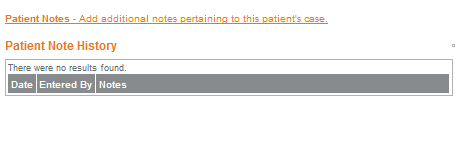 Patient Notes - Add additional notes pertaining to this patient's case.
Patient Note History
There were no results found.
Date Entered By Notes